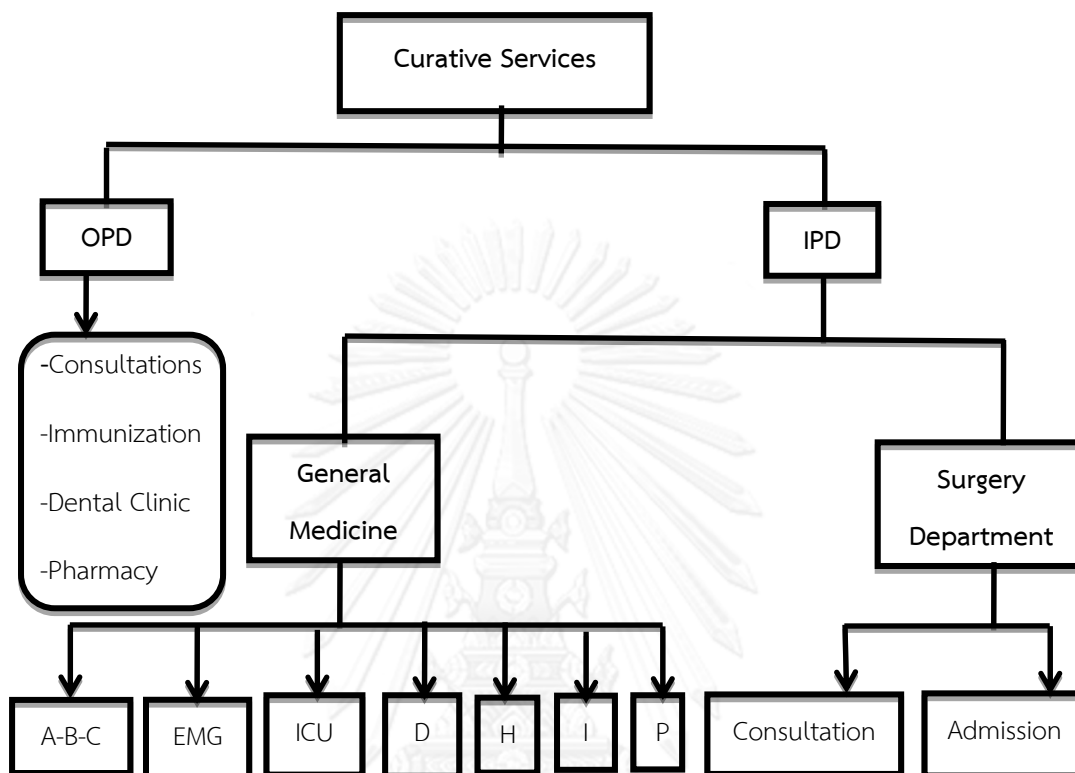 Curative Services
OPD
IPD
-Consultations
-Immunization
-Dental Clinic
-Pharmacy
General
Medicine
Surgery
Department
A-B-C
EMG
ICU
D
H
I
P
Consultation
Admission